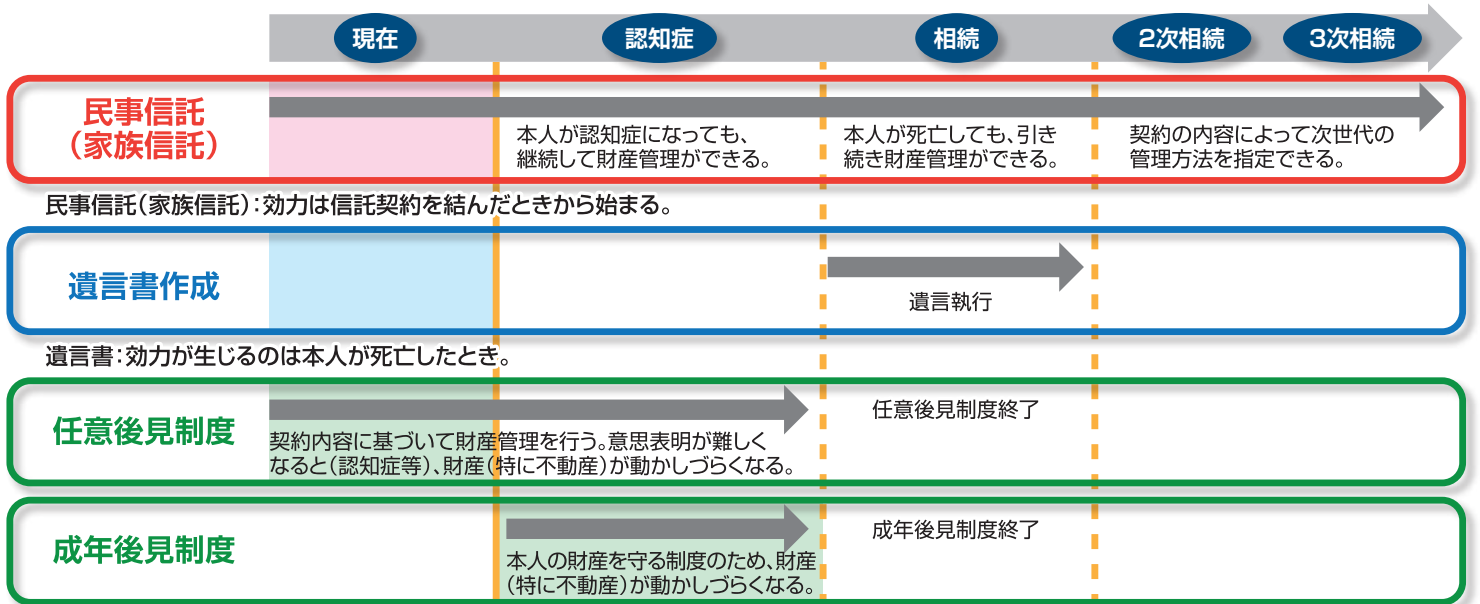 現在
認知症
相続
2次相続
3次相続
民事信託
（家族信託）
本人が認知症になっても、
継続して財産管理ができる。
本人が死亡しても、引き
続き財産管理ができる。
契約の内容によって次世代の
管理方法を指定できる。
民事信託（家族信託）：効力は信託契約を結んだときから始まる。
遺言書作成
遺言執行
遺言書：効力が生じるのは本人が死亡したとき。
任意後見制度
契約内容に基づいて財産管理を行う。意思表明が難しく
なると（認知症等）、財産（特に不動産）が動かしづらくなる。
任意後見制度終了
成年後見制度
本人の財産を守る制度のため、財産
（特に不動産）が動かしづらくなる。
成年後見制度終了